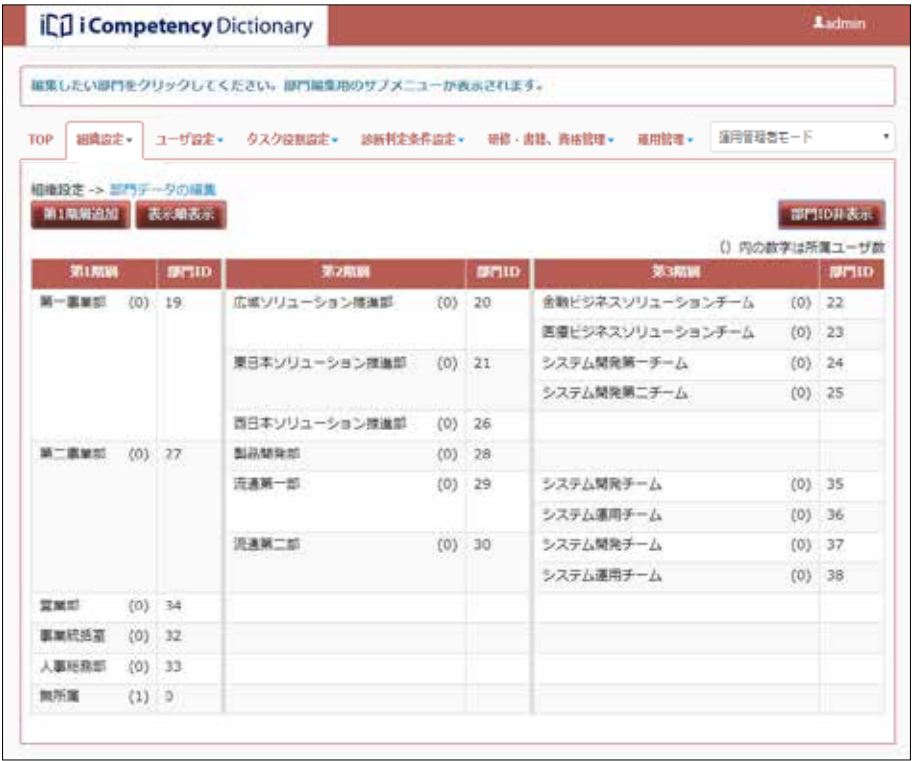 iCD i Competency Dictionary
admin
編集したい部門をクリックしてください。部門編集用のサブメニューが表示されます。
TOP 組織設定 ユーザ設定 タスク役割設定 診断判定条件設定 研修・書籍、資格管理 運用管理 運用管理者モード
組織設定 -> 部門データの編集
第1階層追加 表示順表示 部門ID非表示
() 内の数字は所属ユーザ数
第1階層 部門ID 第2階層 部門ID 第3階層 部門ID
第一事業部 (0) 19 広域ソリューション推進部 (0) 20 金融ビジネスソリューションチーム (0) 22
医療ビジネスソリューションチーム (0) 23
東日本ソリューション推進部 (0) 21 システム開発第一チーム (0) 24
システム開発第二チーム (0) 25
西日本ソリューション推進部 (0) 26
第二事業部 (0) 27 製品開発部 (0) 28
流通第一部 (0) 29 システム開発チーム (0) 35
システム運用チーム (0) 36
流通第二部 (0) 30 システム開発チーム (0) 37
システム運用チーム (0) 38
営業部 (0) 34
事業統括室 (0) 32
人事総務部 (0) 33
無所属 (1) 0